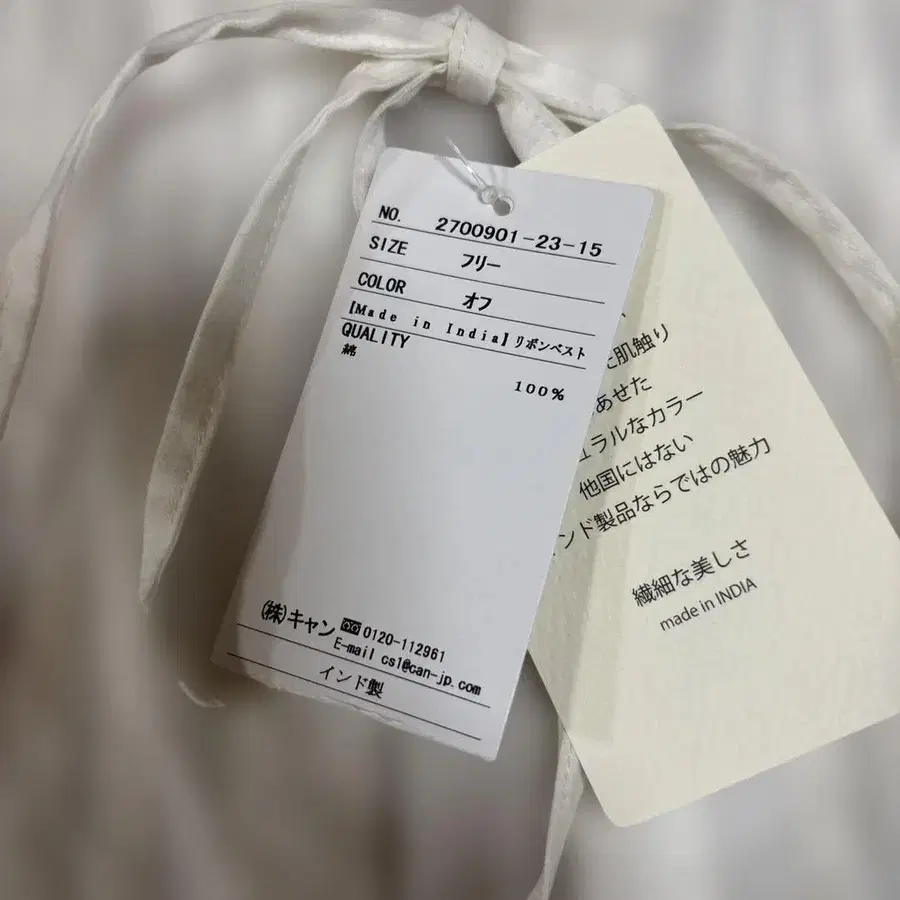 NO. 2700901-23-15
SIZE フリー
COLOR オフ
【Made in India】リボンベスト
QUALITY
綿
100%
(株)キャン 0120-112961
E-mail cs1@can-jp.com
インド製
た肌触り
あせた
ュラルなカラー
他国にはない
ンド製品ならではの魅力
繊細な美しさ
made in INDIA